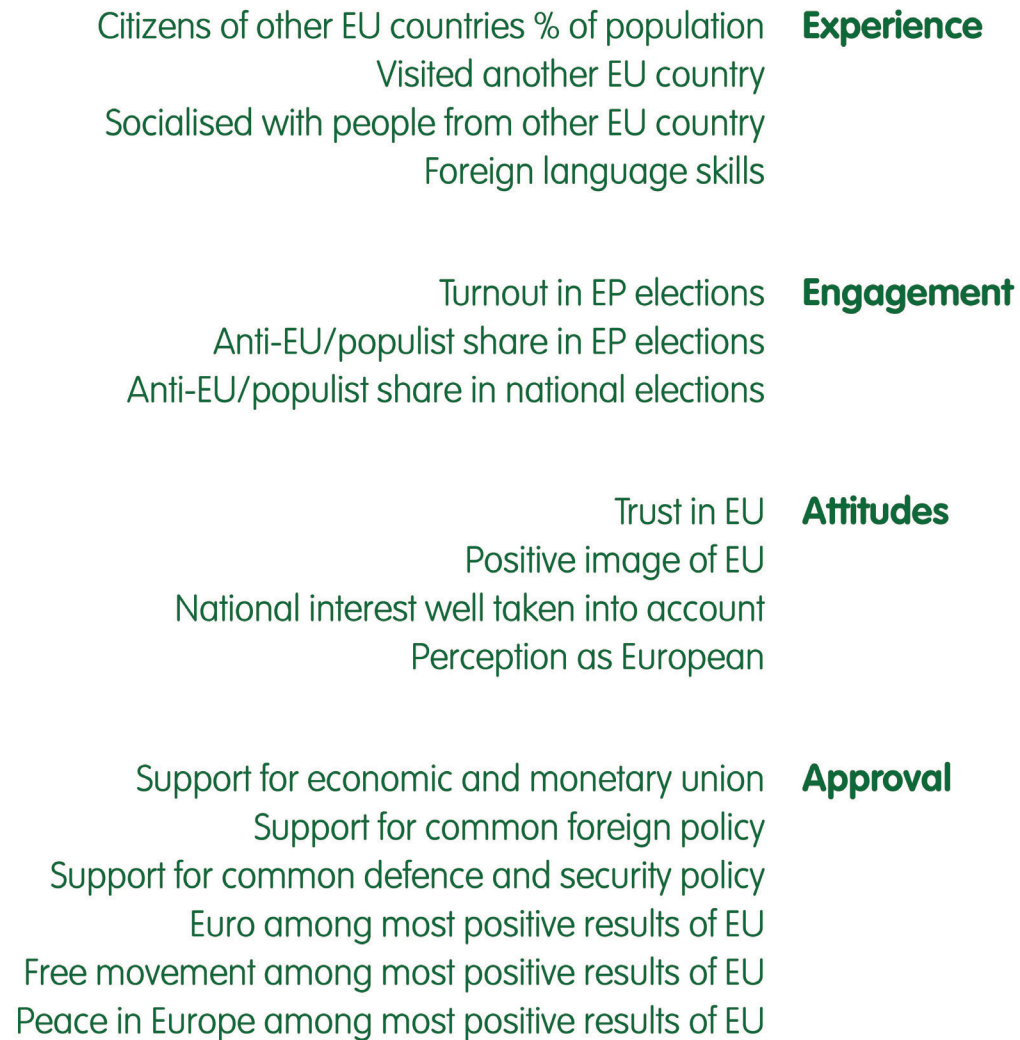 Citizens of other EU countries % of population Experience
Visited another EU country
Socialised with people from other EU country
Foreign language skills
Turnout in EP elections Engagement
Anti-EU/populist share in EP elections
Anti-EU/populist share in national elections
Trust in EU Attitudes
Positive image of EU
National interest well taken into account
Perception as European
Support for economic and monetary union Approval
Support for common foreign policy
Support for common defence and security policy
Euro among most positive results of EU
Free movement among most positive results of EU
Peace in Europe among most positive results of EU